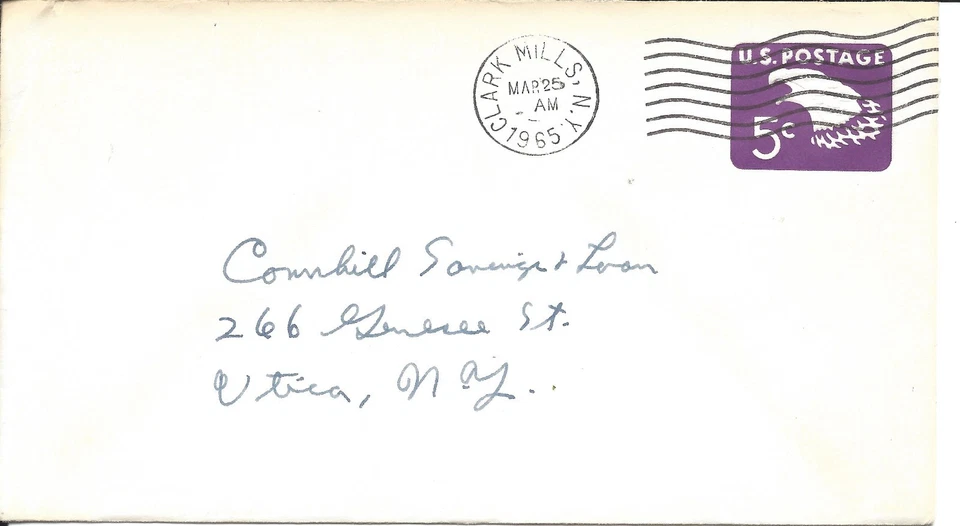 CLARK MILLS, N.Y.
MAR 25
AM
1965
U.S. POSTAGE
5c
Cornhill Savings & Loan
266 Genesee St.
Utica, N.Y.